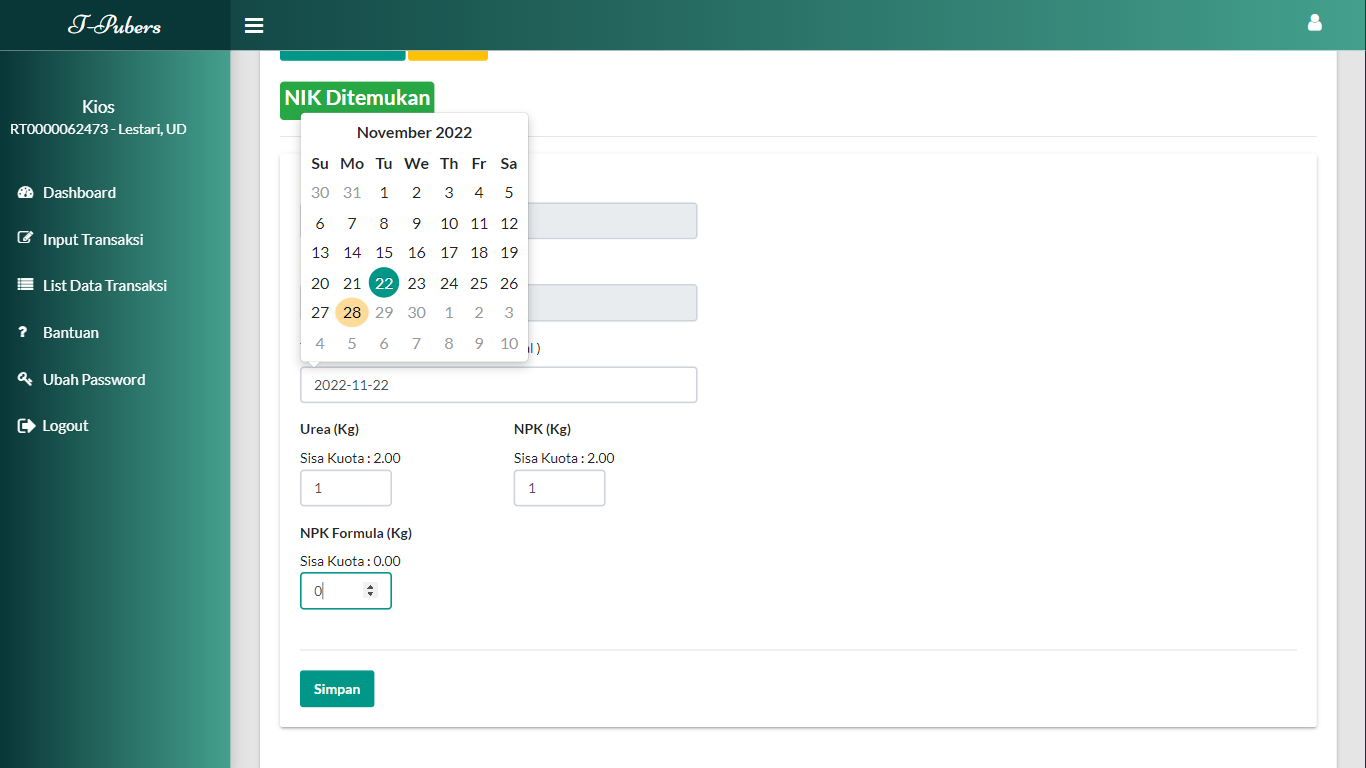 T-Pubers
Kios
RT0000062473 - Lestari, UD
Dashboard
Input Transaksi
List Data Transaksi
Bantuan
Ubah Password
Logout
NIK Ditemukan
November 2022
Su Mo Tu We Th Fr Sa
30 31 1 2 3 4 5
6 7 8 9 10 11 12
13 14 15 16 17 18 19
20 21 22 23 24 25 26
27 28 29 30 1 2 3
4 5 6 7 8 9 10
)
2022-11-22
Urea (Kg)
Sisa Kuota : 2.00
1
NPK (Kg)
Sisa Kuota : 2.00
1
NPK Formula (Kg)
Sisa Kuota : 0.00
0
Simpan